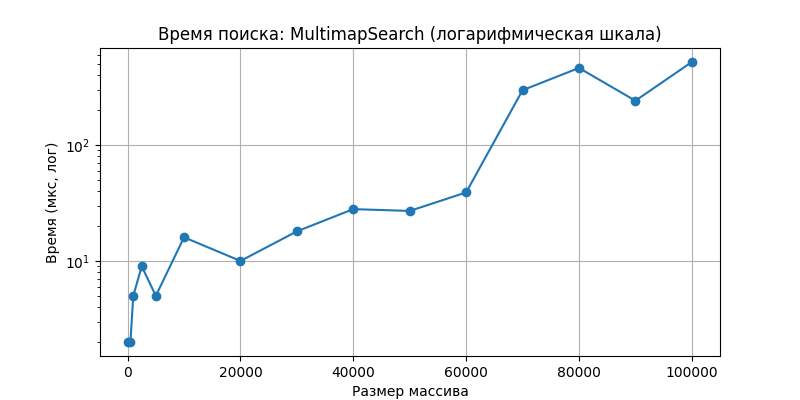 Время поиска: MultimapSearch (логарифмическая шкала)
Время (мкс, лог)
10²
10¹
0 20000 40000 60000 80000 100000
Размер массива